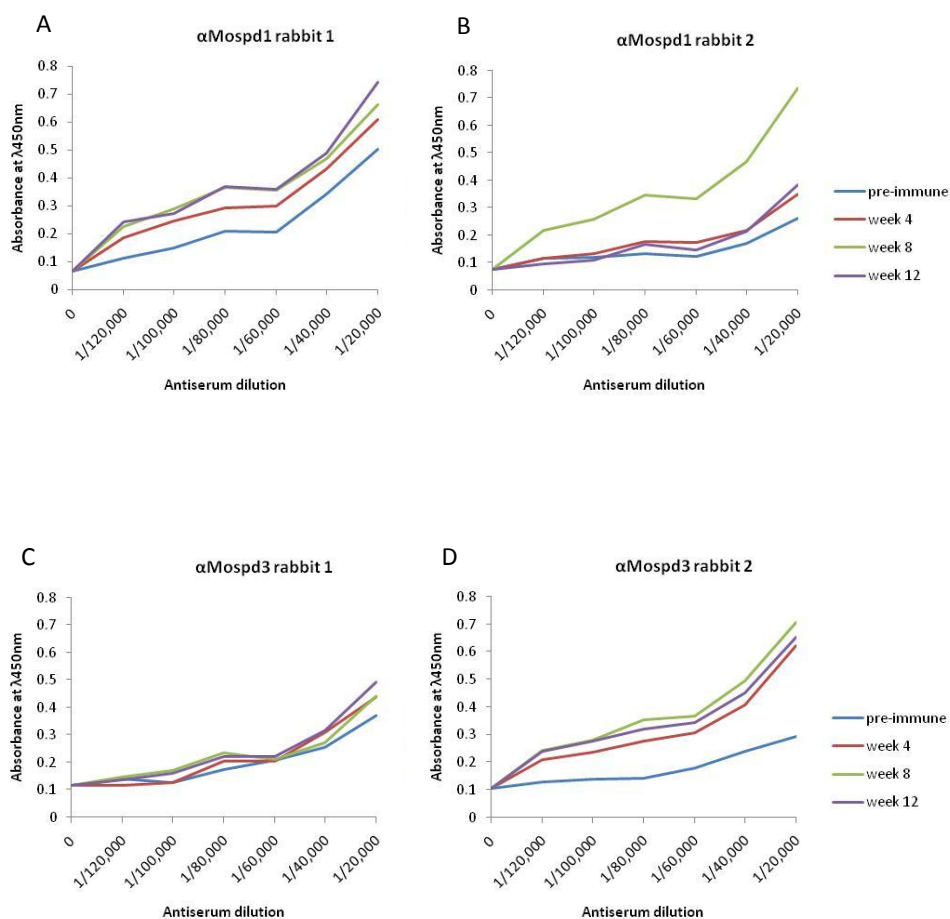 A
αMospd1 rabbit 1
Absorbance at λ450nm
0.8
0.7
0.6
0.5
0.4
0.3
0.2
0.1
0
0
1/120,000
1/100,000
1/80,000
1/60,000
1/40,000
1/20,000
Antiserum dilution
B
αMospd1 rabbit 2
Absorbance at λ450nm
0.8
0.7
0.6
0.5
0.4
0.3
0.2
0.1
0
0
1/120,000
1/100,000
1/80,000
1/60,000
1/40,000
1/20,000
Antiserum dilution
pre-immune
week 4
week 8
week 12
C
αMospd3 rabbit 1
Absorbance at λ450nm
0.8
0.7
0.6
0.5
0.4
0.3
0.2
0.1
0
0
1/120,000
1/100,000
1/80,000
1/60,000
1/40,000
1/20,000
Antiserum dilution
D
αMospd3 rabbit 2
Absorbance at λ450nm
0.8
0.7
0.6
0.5
0.4
0.3
0.2
0.1
0
0
1/120,000
1/100,000
1/80,000
1/60,000
1/40,000
1/20,000
Antiserum dilution
pre-immune
week 4
week 8
week 12